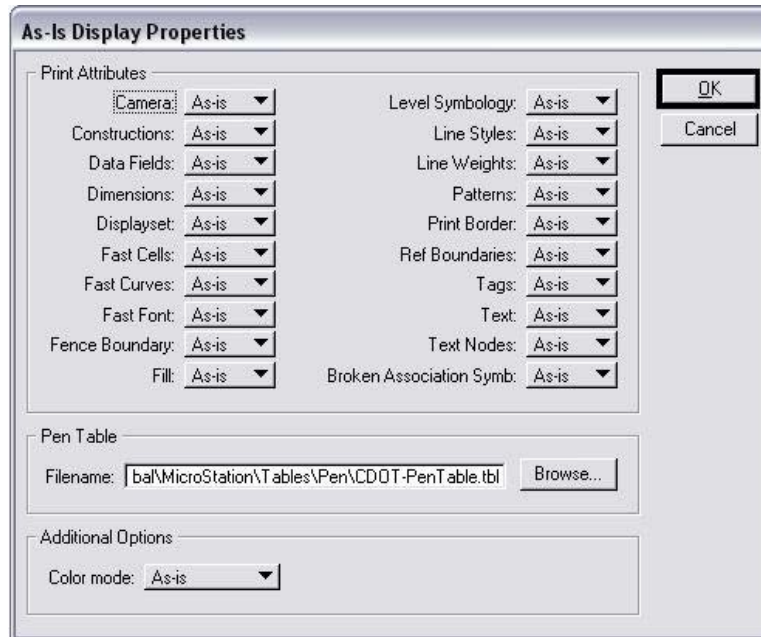 As-Is Display Properties
Print Attributes
Camera: As-is
Constructions: As-is
Data Fields: As-is
Dimensions: As-is
Displayset: As-is
Fast Cells: As-is
Fast Curves: As-is
Fast Font: As-is
Fence Boundary: As-is
Fill: As-is
Level Symbology: As-is
Line Styles: As-is
Line Weights: As-is
Patterns: As-is
Print Border: As-is
Ref Boundaries: As-is
Tags: As-is
Text: As-is
Text Nodes: As-is
Broken Association Symb: As-is
OK
Cancel
Pen Table
Filename: bal\MicroStation\Tables\Pen\CDOT-PenTable.tbl Browse...
Additional Options
Color mode: As-is